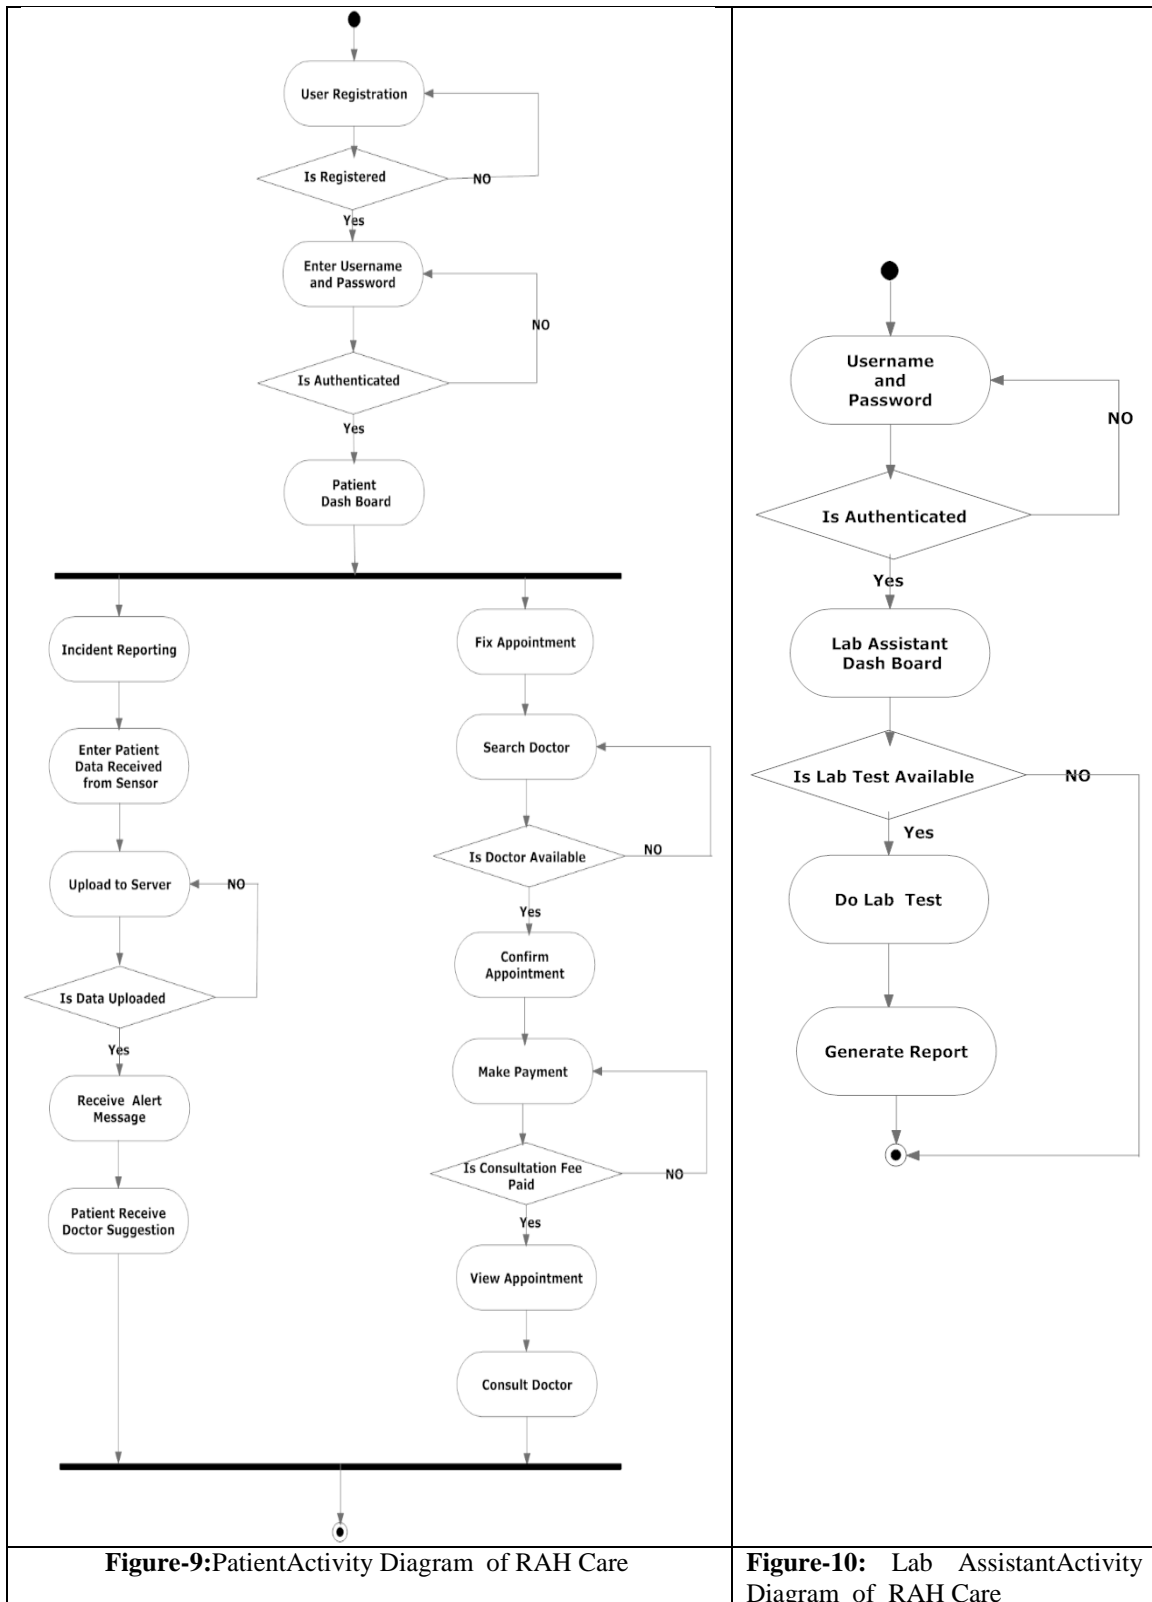 User Registration
Is Registered
NO
Yes
Enter Username
and Password
NO
Is Authenticated
Yes
Patient
Dash Board
Incident Reporting
Enter Patient
Data Received
from Sensor
Upload to Server
NO
Is Data Uploaded
Yes
Receive Alert
Message
Patient Receive
Doctor Suggestion
Fix Appointment
Search Doctor
Is Doctor Available
NO
Yes
Confirm
Appointment
Make Payment
Is Consultation Fee
Paid
NO
Yes
View Appointment
Consult Doctor
Figure-9:PatientActivity Diagram of RAH Care
Username
and
Password
NO
Is Authenticated
Yes
Lab Assistant
Dash Board
Is Lab Test Available
NO
Yes
Do Lab Test
Generate Report
Figure-10: Lab AssistantActivity
Diagram of RAH Care